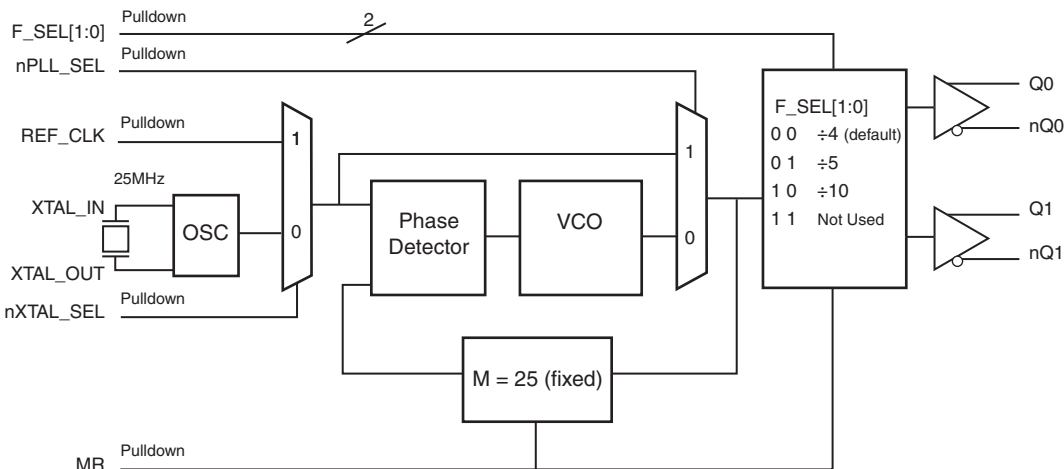 F_SEL[1:0] Pulldown 2
nPLL_SEL Pulldown
REF_CLK Pulldown
25MHz
XTAL_IN
OSC
XTAL_OUT
nXTAL_SEL Pulldown
1
0
Phase
Detector
VCO
1
0
M = 25 (fixed)
F_SEL[1:0]
0 0 ÷4 (default)
0 1 ÷5
1 0 ÷10
1 1 Not Used
Q0
nQ0
Q1
nQ1
MR Pulldown